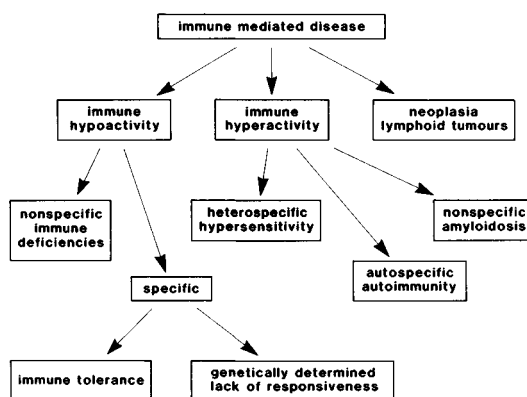 immune mediated disease
immune
hypoactivity
immune
hyperactivity
neoplasia
lymphoid tumours
nonspecific
immune
deficiencies
heterospecific
hypersensitivity
nonspecific
amyloidosis
specific
autospecific
autoimmunity
immune tolerance
genetically determined
lack of responsiveness